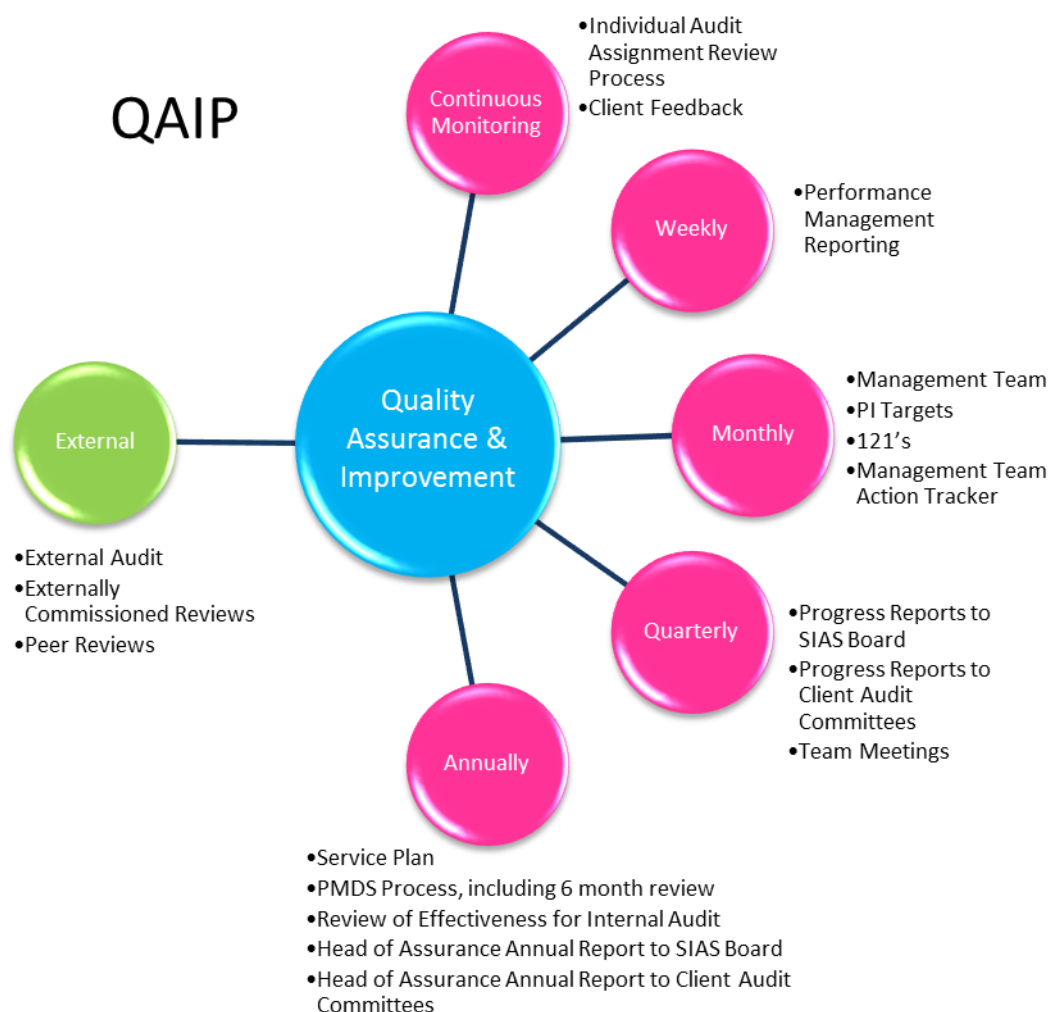 QAIP
Continuous
Monitoring
•Individual Audit
Assignment Review
Process
•Client Feedback
Weekly
•Performance
Management
Reporting
Monthly
•Management Team
•PI Targets
•121’s
•Management Team
Action Tracker
Quality
Assurance &
Improvement
External
•External Audit
•Externally
Commissioned Reviews
•Peer Reviews
Quarterly
•Progress Reports to
SIAS Board
•Progress Reports to
Client Audit
Committees
•Team Meetings
Annually
•Service Plan
•PMDS Process, including 6 month review
•Review of Effectiveness for Internal Audit
•Head of Assurance Annual Report to SIAS Board
•Head of Assurance Annual Report to Client Audit
Committees